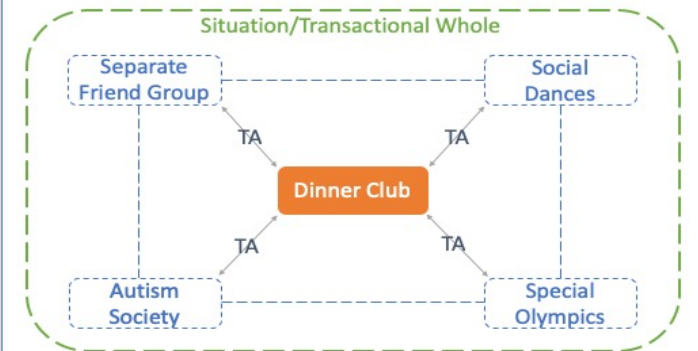 Situation/Transactional Whole
Separate
Friend Group
Social
Dances
TA
TA
Dinner Club
TA
TA
Autism
Society
Special
Olympics